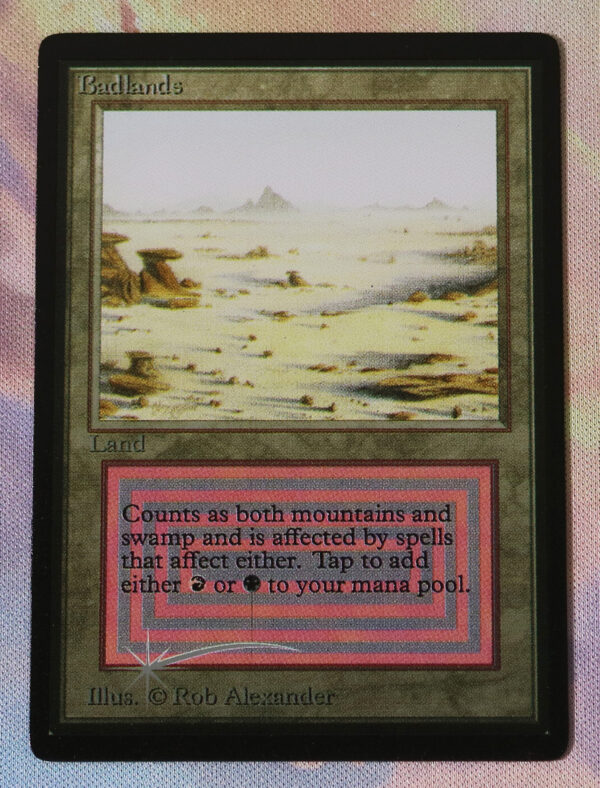 Badlands
Land
Counts as both mountains and
swamp and is affected by spells
that affect either. Tap to add
either or to your mana pool.
Illus. © Rob Alexander